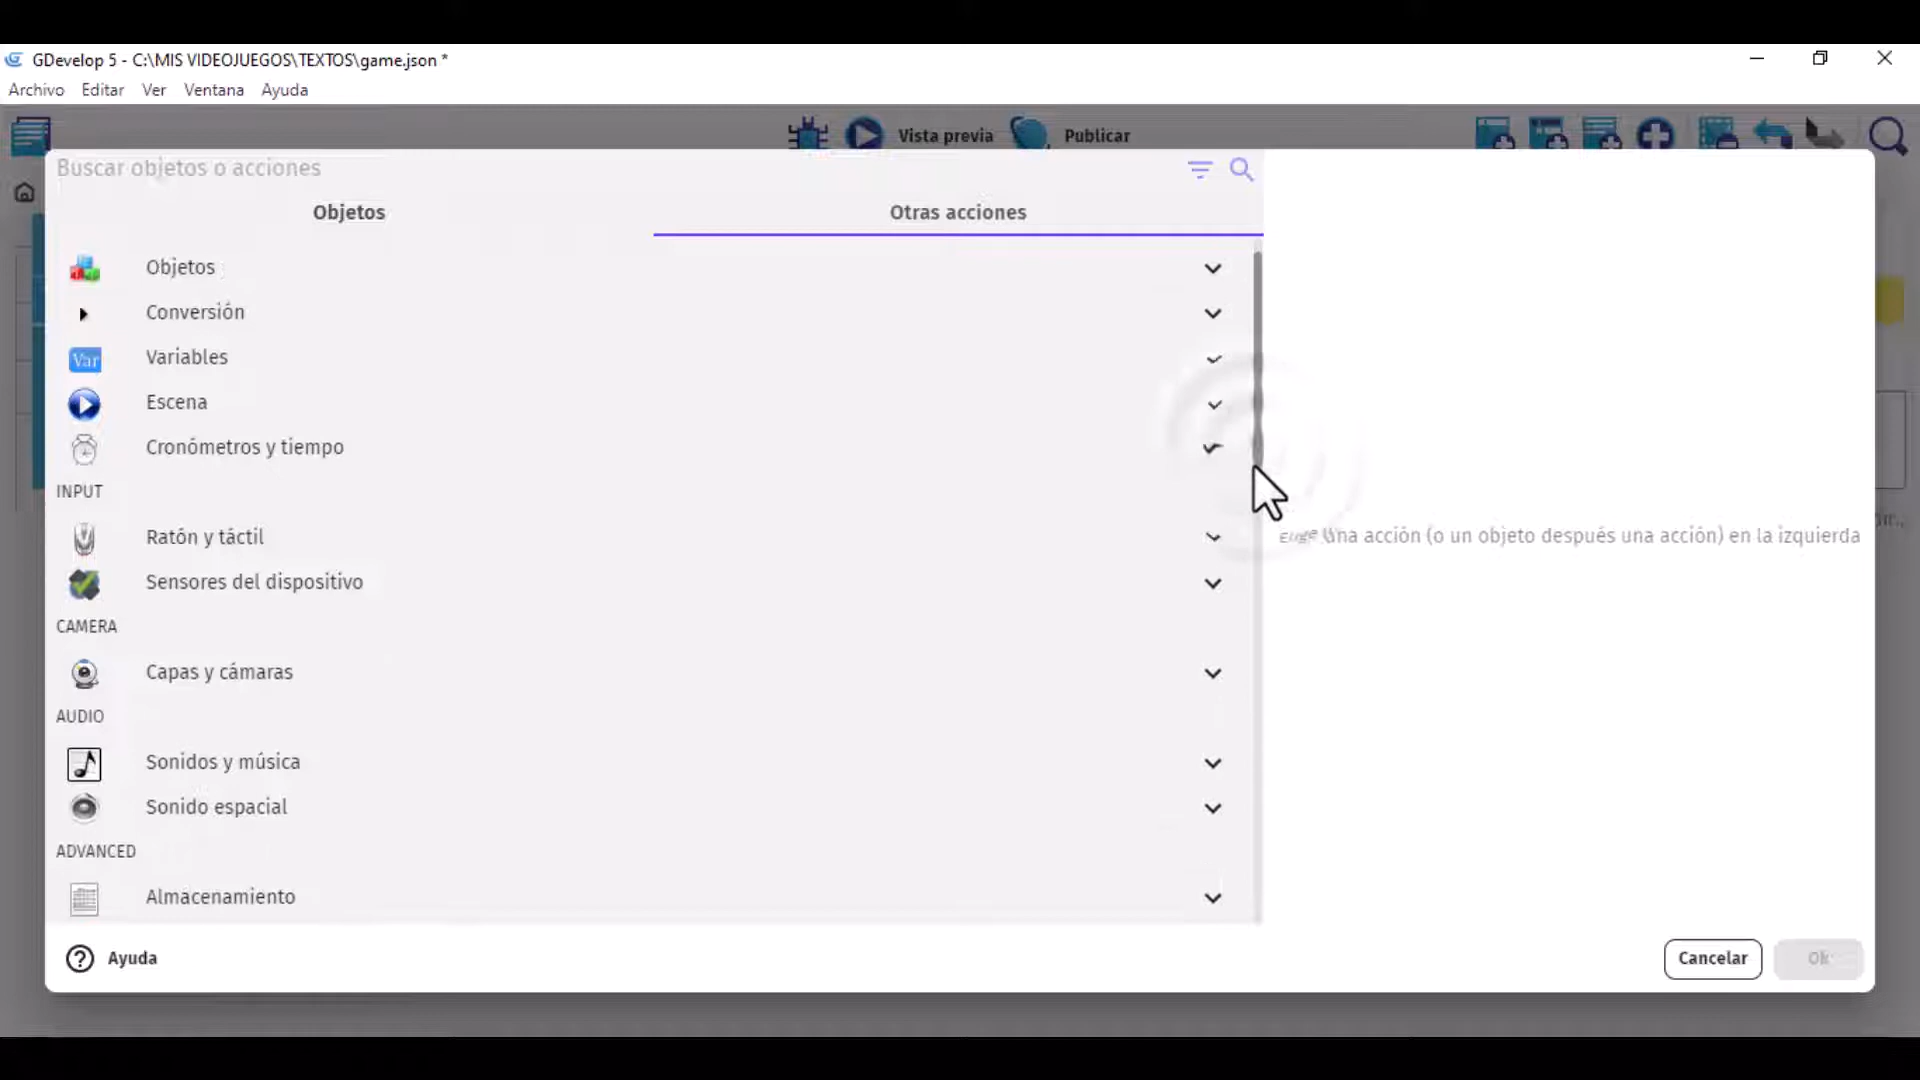 GDevelop 5 - C:\MIS VIDEOJUEGOS\TEXTOS\game.json *
Archivo Editar Ver Ventana Ayuda
Vista previa Publicar
Buscar objetos o acciones
Objetos Otras acciones
Objetos
Conversión
Var Variables
Escena
Cronómetros y tiempo
INPUT
Ratón y táctil
Elige una acción (o un objeto después una acción) en la izquierda
Sensores del dispositivo
CAMERA
Capas y cámaras
AUDIO
Sonidos y música
Sonido espacial
ADVANCED
Almacenamiento
Ayuda Cancelar Ok